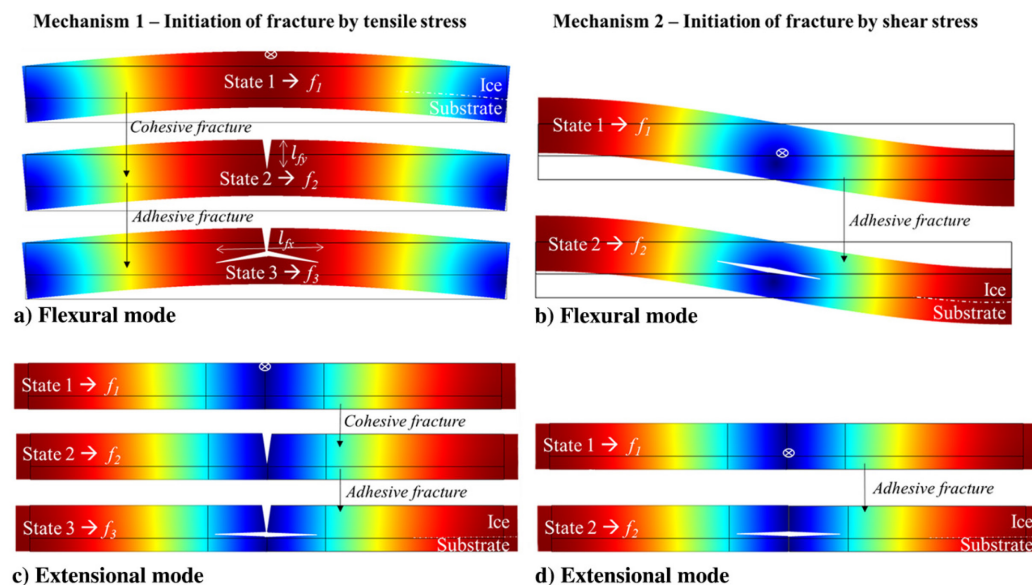 Mechanism 1 – Initiation of fracture by tensile stress
State 1 → f1
Ice
Substrate
Cohesive fracture
lfy
State 2 → f2
Adhesive fracture
lfx
State 3 → f3
a) Flexural mode
Mechanism 2 – Initiation of fracture by shear stress
State 1 → f1
Adhesive fracture
State 2 → f2
Ice
Substrate
b) Flexural mode
State 1 → f1
Cohesive fracture
State 2 → f2
Adhesive fracture
State 3 → f3
Ice
Substrate
c) Extensional mode
State 1 → f1
Adhesive fracture
State 2 → f2
Ice
Substrate
d) Extensional mode